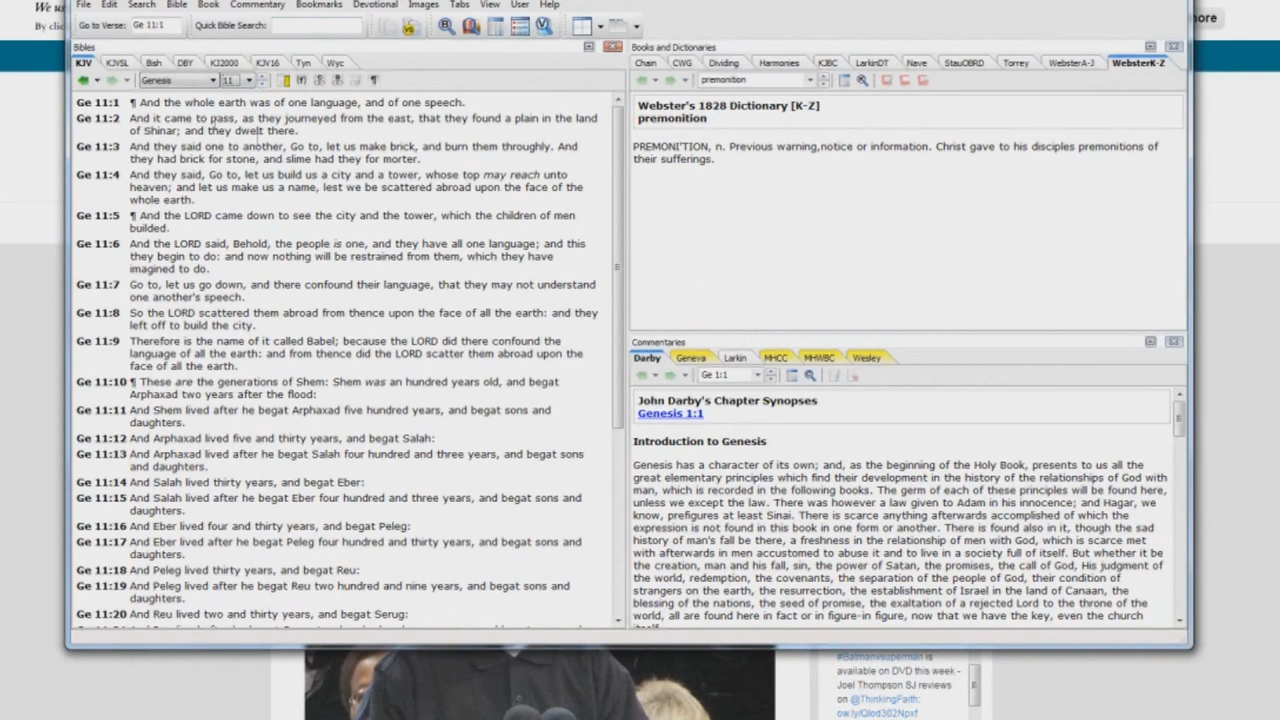 We us
By clic
ore
File Edit Search Bible Book Commentary Bookmarks Devotional Images Tabs View User Help
Go to Verse: Ge 11:1 Quick Bible Search:
Bibles
KJV KJVSL Bish DBY KJ2000 KJV16 Tyn Wyc
Genesis 11
Ge 11:1 ¶ And the whole earth was of one language, and of one speech.
Ge 11:2 And it came to pass, as they journeyed from the east, that they found a plain in the land
of Shinar; and they dwelt there.
Ge 11:3 And they said one to another, Go to, let us make brick, and burn them throughly. And
they had brick for stone, and slime had they for morter.
Ge 11:4 And they said, Go to, let us build us a city and a tower, whose top may reach unto
heaven; and let us make us a name, lest we be scattered abroad upon the face of the
whole earth.
Ge 11:5 ¶ And the LORD came down to see the city and the tower, which the children of men
builded.
Ge 11:6 And the LORD said, Behold, the people is one, and they have all one language; and this
they begin to do: and now nothing will be restrained from them, which they have
imagined to do.
Ge 11:7 Go to, let us go down, and there confound their language, that they may not understand
one another's speech.
Ge 11:8 So the LORD scattered them abroad from thence upon the face of all the earth: and they
left off to build the city.
Ge 11:9 Therefore is the name of it called Babel; because the LORD did there confound the
language of all the earth: and from thence did the LORD scatter them abroad upon the
face of all the earth.
Ge 11:10 ¶ These are the generations of Shem: Shem was an hundred years old, and begat
Arphaxad two years after the flood:
Ge 11:11 And Shem lived after he begat Arphaxad five hundred years, and begat sons and
daughters.
Ge 11:12 And Arphaxad lived five and thirty years, and begat Salah:
Ge 11:13 And Arphaxad lived after he begat Salah four hundred and three years, and begat sons
and daughters.
Ge 11:14 And Salah lived thirty years, and begat Eber:
Ge 11:15 And Salah lived after he begat Eber four hundred and three years, and begat sons and
daughters.
Ge 11:16 And Eber lived four and thirty years, and begat Peleg:
Ge 11:17 And Eber lived after he begat Peleg four hundred and thirty years, and begat sons and
daughters.
Ge 11:18 And Peleg lived thirty years, and begat Reu:
Ge 11:19 And Peleg lived after he begat Reu two hundred and nine years, and begat sons and
daughters.
Ge 11:20 And Reu lived two and thirty years, and begat Serug:
Books and Dictionaries
Chain CWG Dividing Harmonies KJBC LarkinDT Nave StauOBRD Torrey WebsterA-J WebsterK-Z
premonition
Webster's 1828 Dictionary [K-Z]
premonition
PREMONI'TION, n. Previous warning,notice or information. Christ gave to his disciples premonitions of
their sufferings.
Commentaries
Darby Geneva Larkin MHCC MHWBC Wesley
Ge 1:1
John Darby's Chapter Synopses
Genesis 1:1
Introduction to Genesis
Genesis has a character of its own; and, as the beginning of the Holy Book, presents to us all the
great elementary principles which find their development in the history of the relationships of God with
man, which is recorded in the following books. The germ of each of these principles will be found here,
unless we except the law. There was however a law given to Adam in his innocence; and Hagar, we
know, prefigures at least Sinai. There is scarce anything afterwards accomplished of which the
expression is not found in this book in one form or another. There is found also in it, though the sad
history of man's fall be there, a freshness in the relationship of men with God, which is scarce met
with afterwards in men accustomed to abuse it and to live in a society full of itself. But whether it be
the creation, man and his fall, sin, the power of Satan, the promises, the call of God, His judgment of
the world, redemption, the covenants, the separation of the people of God, their condition of
strangers on the earth, the resurrection, the establishment of Israel in the land of Canaan, the
blessing of the nations, the seed of promise, the exaltation of a rejected Lord to the throne of the
world, all are found here in fact or in figure-in figure, now that we have the key, even the church
itself.
#Batmanvsuperman is
available on DVD this week -
Joel Thompson SJ reviews
on @ThinkingFaith:
ow.ly/Qlod302Npxf